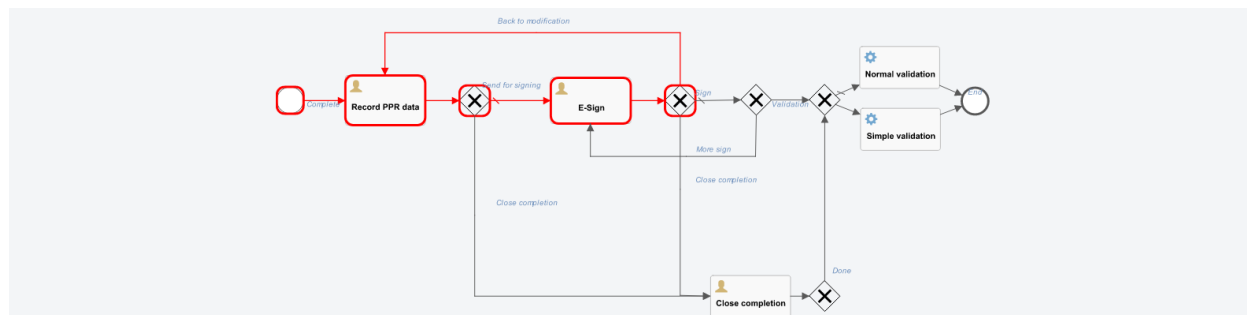 Back to modification
Complete
Record PPR data
Send for signing
E-Sign
Sign
Validation
Normal validation
Simple validation
End
More sign
Close completion
Close completion
Done
Close completion